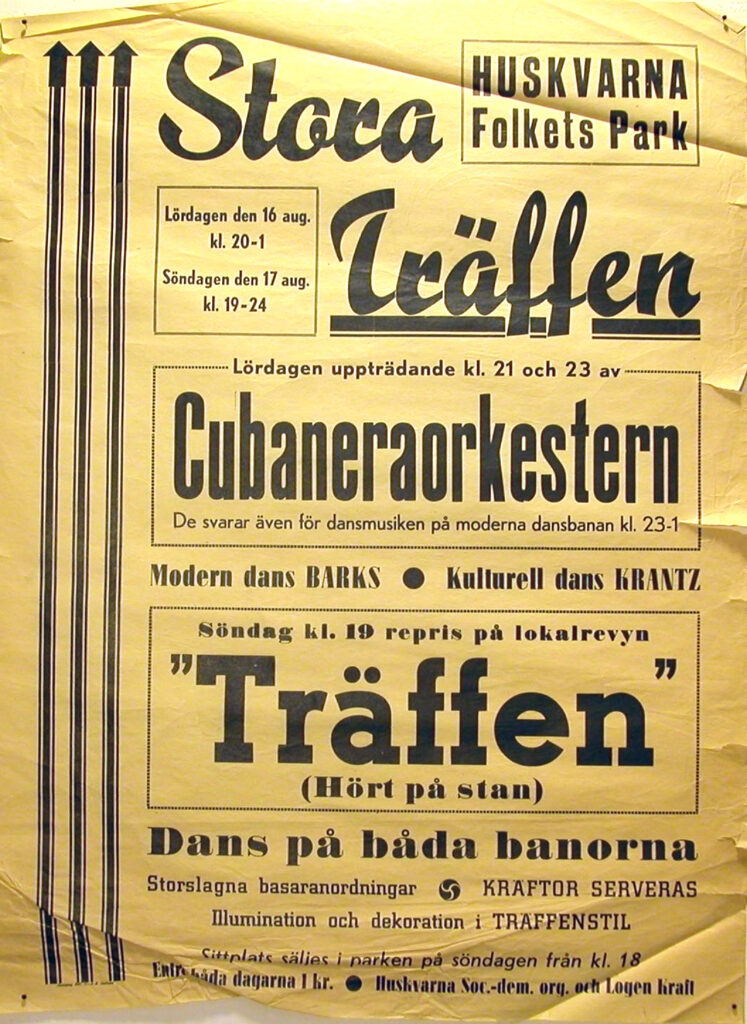 Stora
HUSKVARNA
Folkets Park
Lördagen den 16 aug.
kl. 20-1
Söndagen den 17 aug.
kl. 19-24
Träffen
Lördagen uppträdande kl. 21 och 23 av
Cubaneraorkestern
De svarar även för dansmusiken på moderna dansbanan kl. 23-1
Modern dans BARKS ● Kulturell dans KRANTZ
Söndag kl. 19 repris på lokalrevyn
"Träffen"
(Hört på stan)
Dans på båda banorna
Storslagna basaranordningar KRÄFTOR SERVERAS
Illumination och dekoration i TRÄFFENSTIL
Sittplats säljes i parken på söndagen från kl. 18
båda dagarna 1 kr. ● Huskvarna Soc.-dem. org. och Logen Kraft